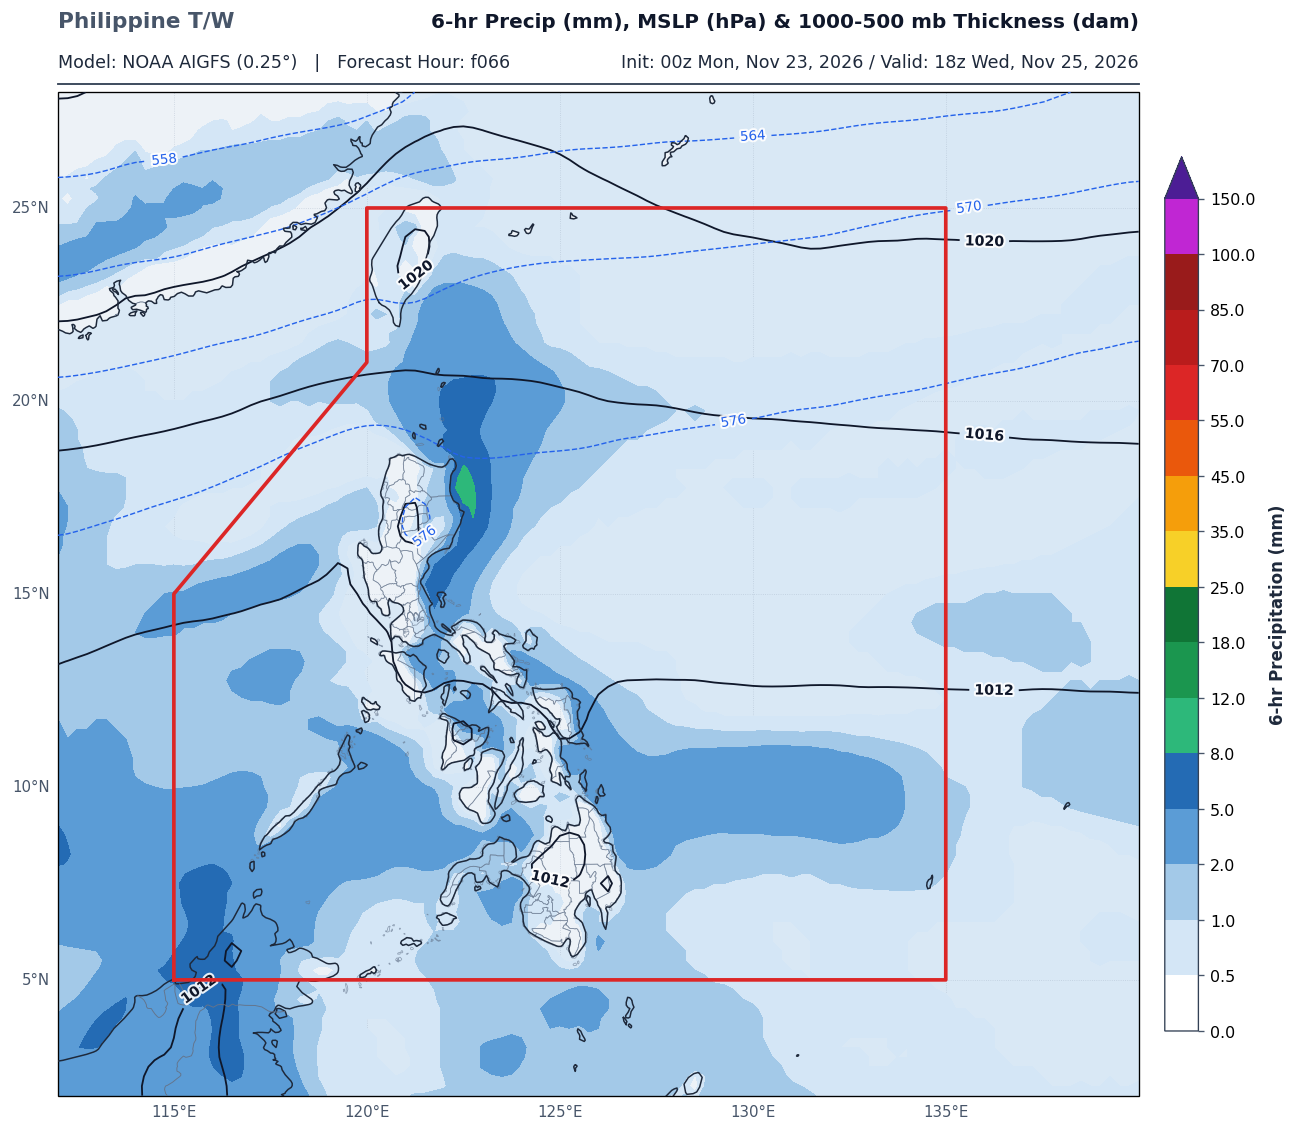 Philippine T/W
6-hr Precip (mm), MSLP (hPa) & 1000-500 mb Thickness (dam)
Model: NOAA AIGFS (0.25°) | Forecast Hour: f066
Init: 00z Mon, Nov 23, 2026 / Valid: 18z Wed, Nov 25, 2026
558
564
570
576
576
1020
1020
1016
1012
1012
1012
25°N
20°N
15°N
10°N
5°N
115°E
120°E
125°E
130°E
135°E
150.0
100.0
85.0
70.0
55.0
45.0
35.0
25.0
18.0
12.0
8.0
5.0
2.0
1.0
0.5
0.0
6-hr Precipitation (mm)